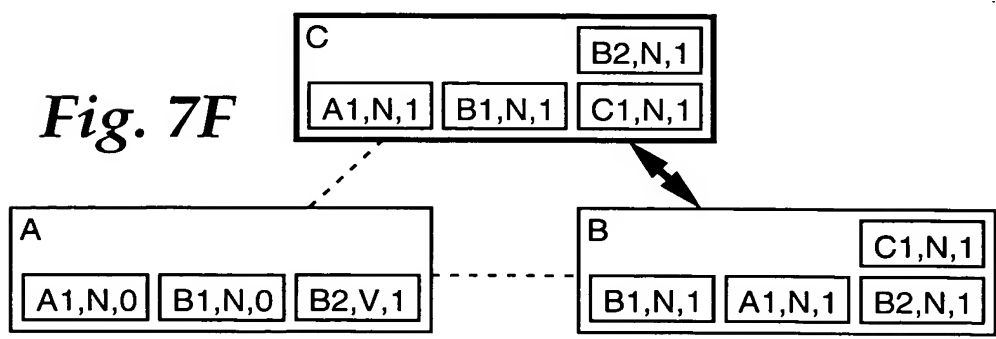 C
B2,N,1
Fig. 7F
A1,N,1 B1,N,1 C1,N,1
A
B
C1,N,1
A1,N,0 B1,N,0 B2,V,1
B1,N,1 A1,N,1 B2,N,1